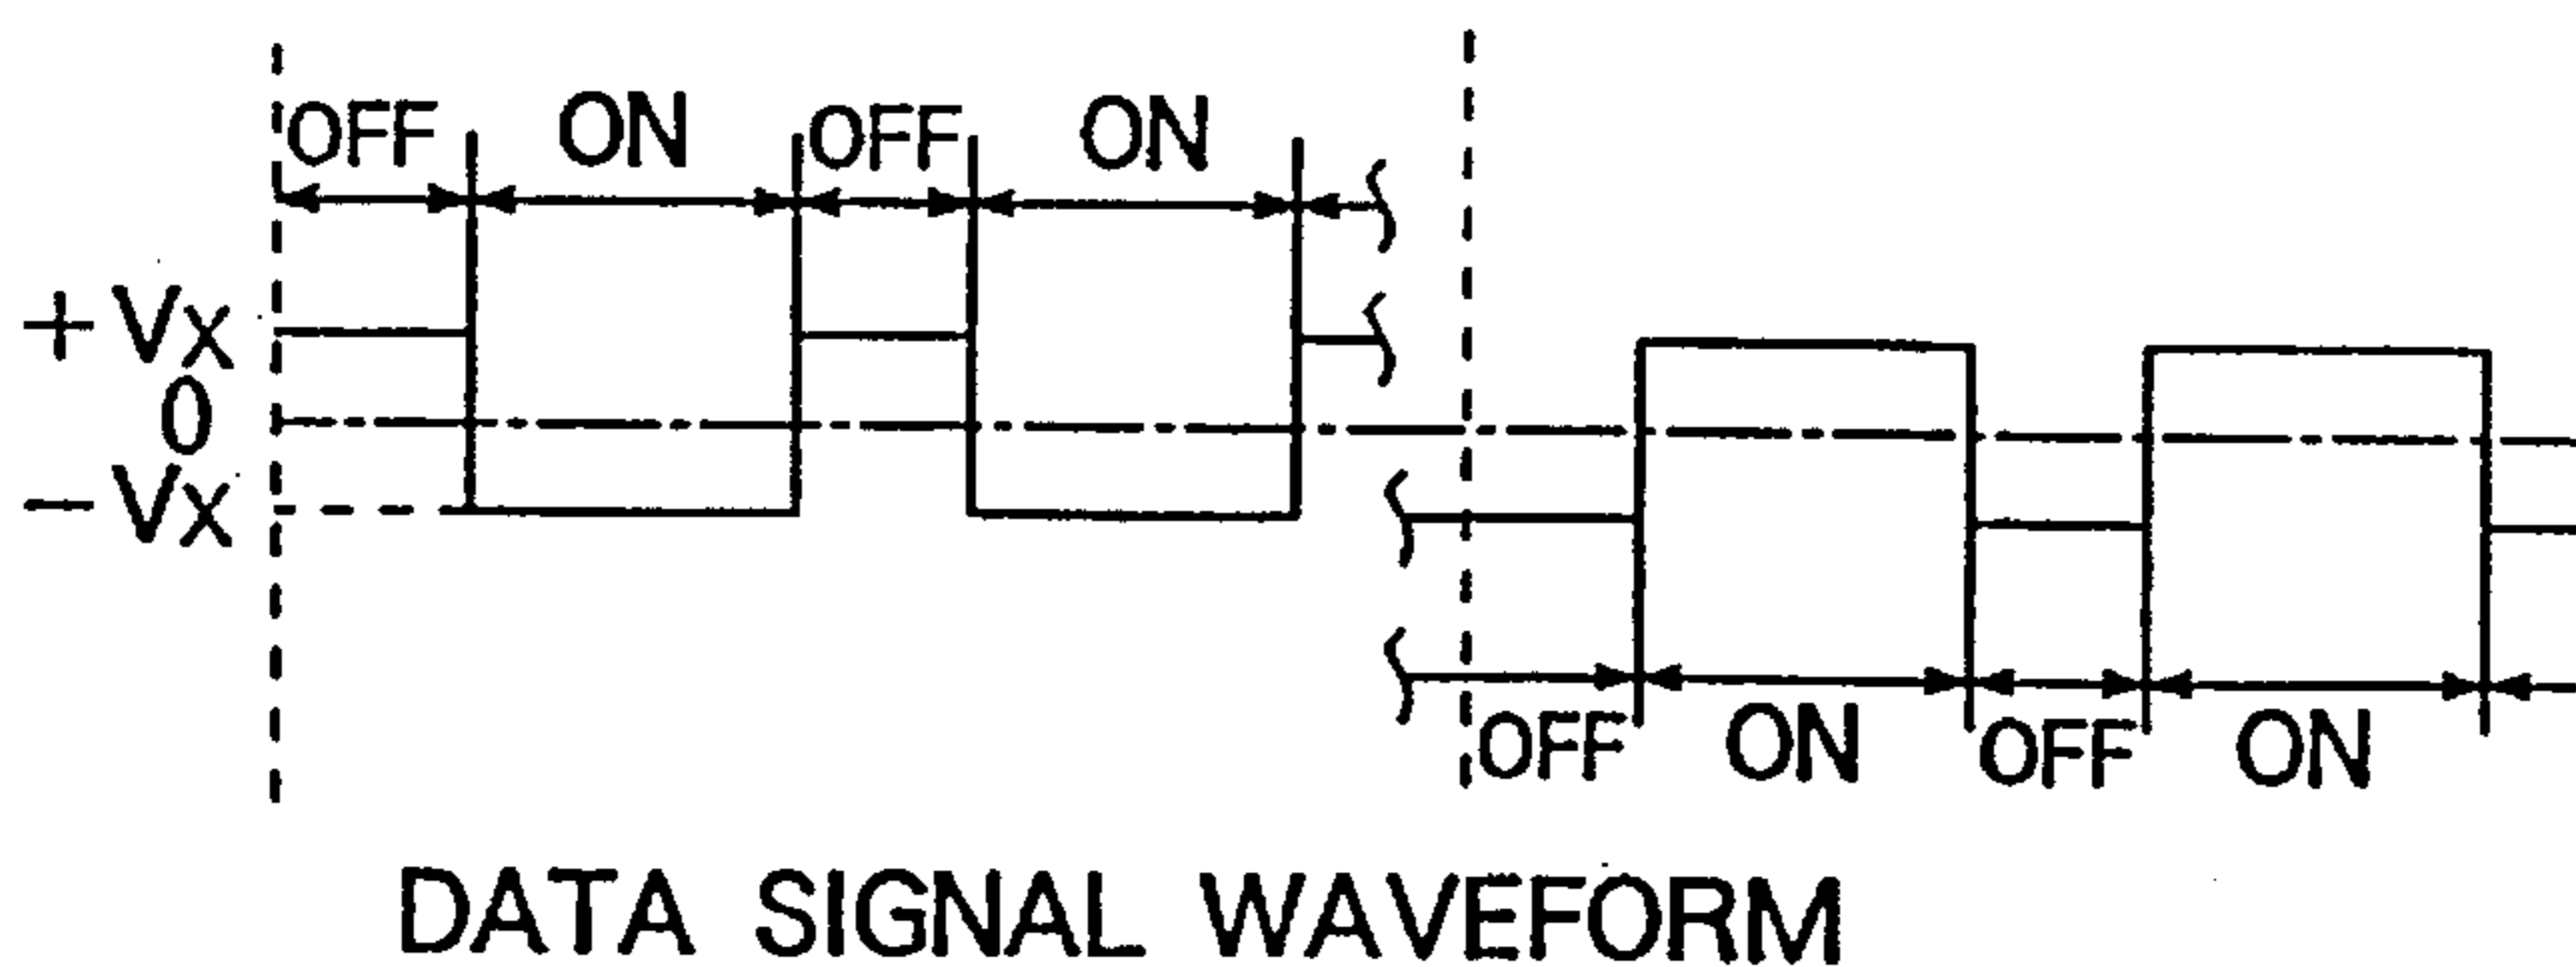 OFF ON OFF ON
+Vx
0
−Vx
OFF ON OFF ON
DATA SIGNAL WAVEFORM